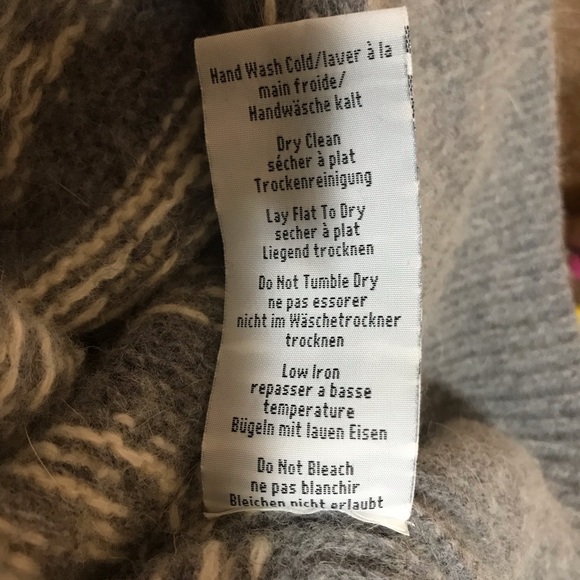 Hand Wash Cold/laver à la
main froide/
Handwäsche kalt
Dry Clean
sécher à plat
Trockenreinigung
Lay Flat To Dry
secher à plat
Liegend trocknen
Do Not Tumble Dry
ne pas essorer
nicht im Wäschetrockner
trocknen
Low Iron
repasser a basse
temperature
Bügeln mit lauen Eisen
Do Not Bleach
ne pas blanchir
Bleichen nicht erlaubt